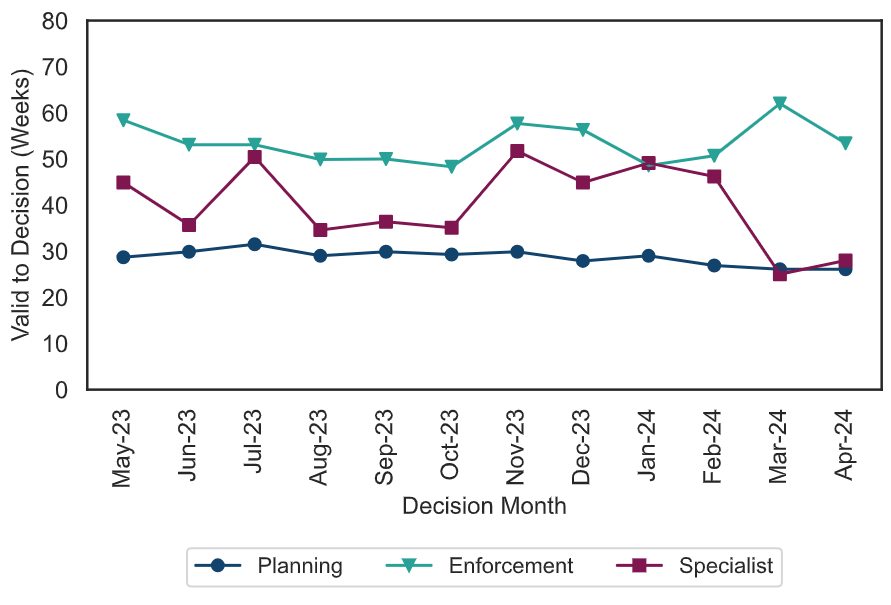 80
70
60
50
40
30
20
10
0
Valid to Decision (Weeks)
May-23
Jun-23
Jul-23
Aug-23
Sep-23
Oct-23
Nov-23
Dec-23
Jan-24
Feb-24
Mar-24
Apr-24
Decision Month
Planning
Enforcement
Specialist